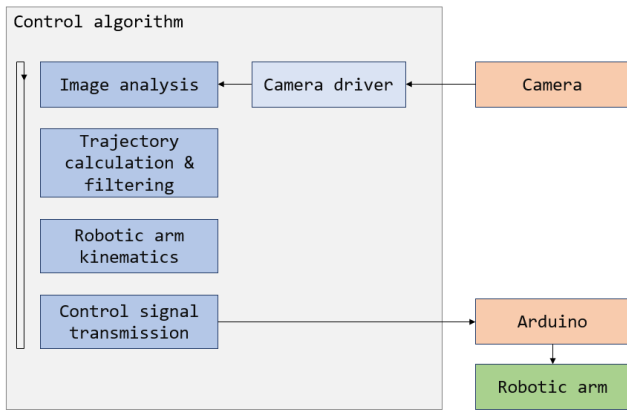 Control algorithm
Image analysis
Camera driver
Camera
Trajectory
calculation &
filtering
Robotic arm
kinematics
Control signal
transmission
Arduino
Robotic arm